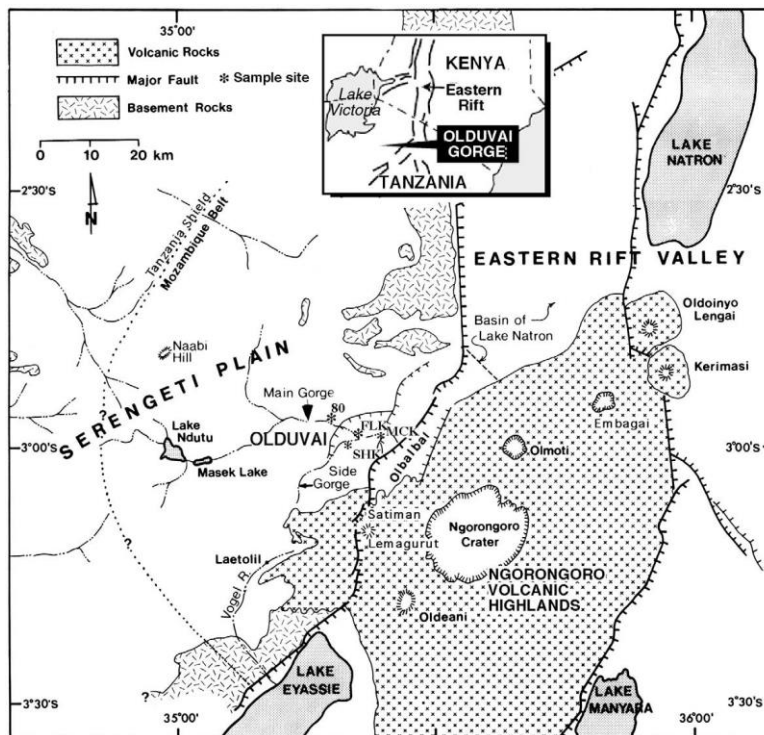 35°00'
36°00'
Volcanic Rocks
Major Fault
* Sample site
Basement Rocks
0 10 20 km
N
KENYA
Lake
Victoria
Eastern
Rift
OLDUVAI
GORGE
TANZANIA
LAKE
NATRON
2°30'S
2°30'S
Tanzania Shield
Mozambique Belt
EASTERN RIFT VALLEY
Basin of
Lake Natron
Oldoinyo
Lengai
Kerimasi
Naabi
Hill
SERENGETI PLAIN
Main Gorge
80
FLK
MCK
SHK
OLDUVAI
Embagai
?
Lake
Ndutu
3°00'S
3°00'S
Masek Lake
Side
Gorge
Olbalbal
Olmoti
Satiman
Lemagurut
Ngorongoro
Crater
?
Laetolil
Vogel R.
NGORONGORO
VOLCANIC
HIGHLANDS
Oldeani
?
LAKE
EYASSIE
LAKE
MANYARA
3°30'S
3°30'S
35°00'
36°00'